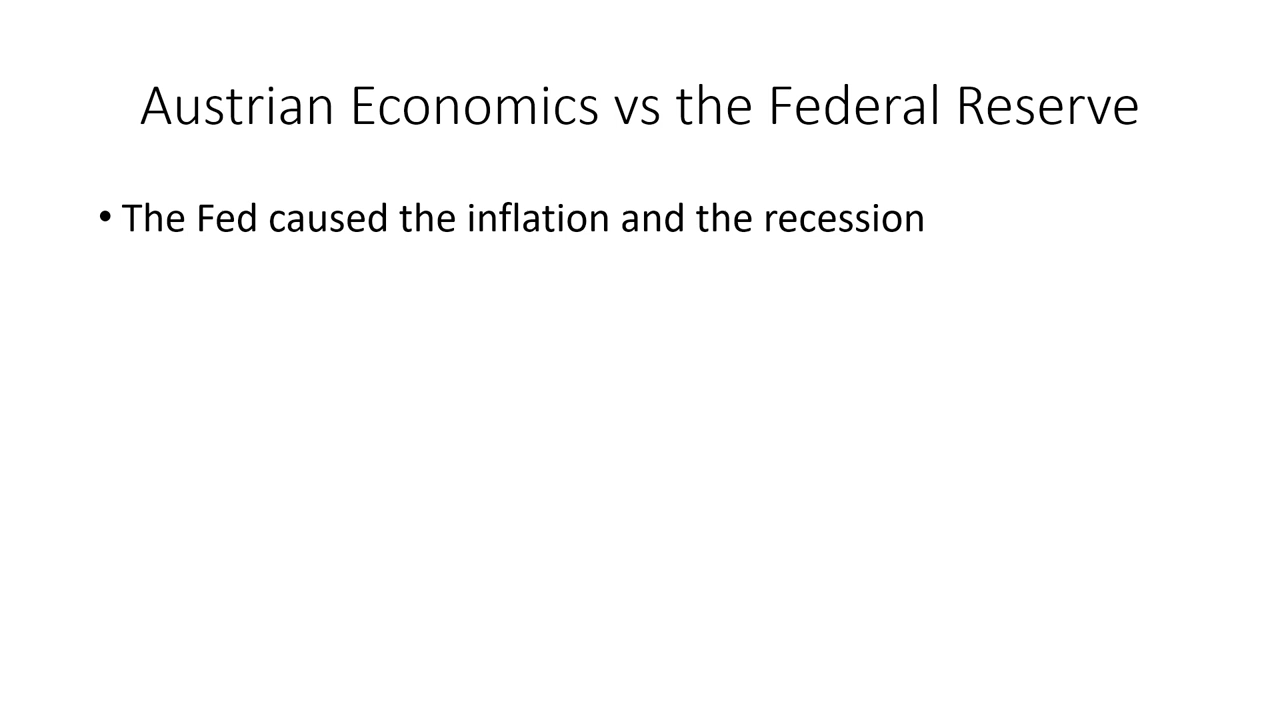 Austrian Economics vs the Federal Reserve
• The Fed caused the inflation and the recession